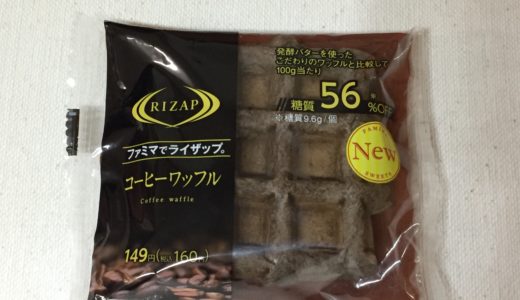 RIZAP
ファミマでライザップ。
コーヒーワッフル
Coffee waffle
149円(税込160円)
発酵バターを使った
こだわりのワッフルと比較して
100g当たり
糖質56※%OFF
※糖質9.6g/個
FAMIMA
New
SWEETS